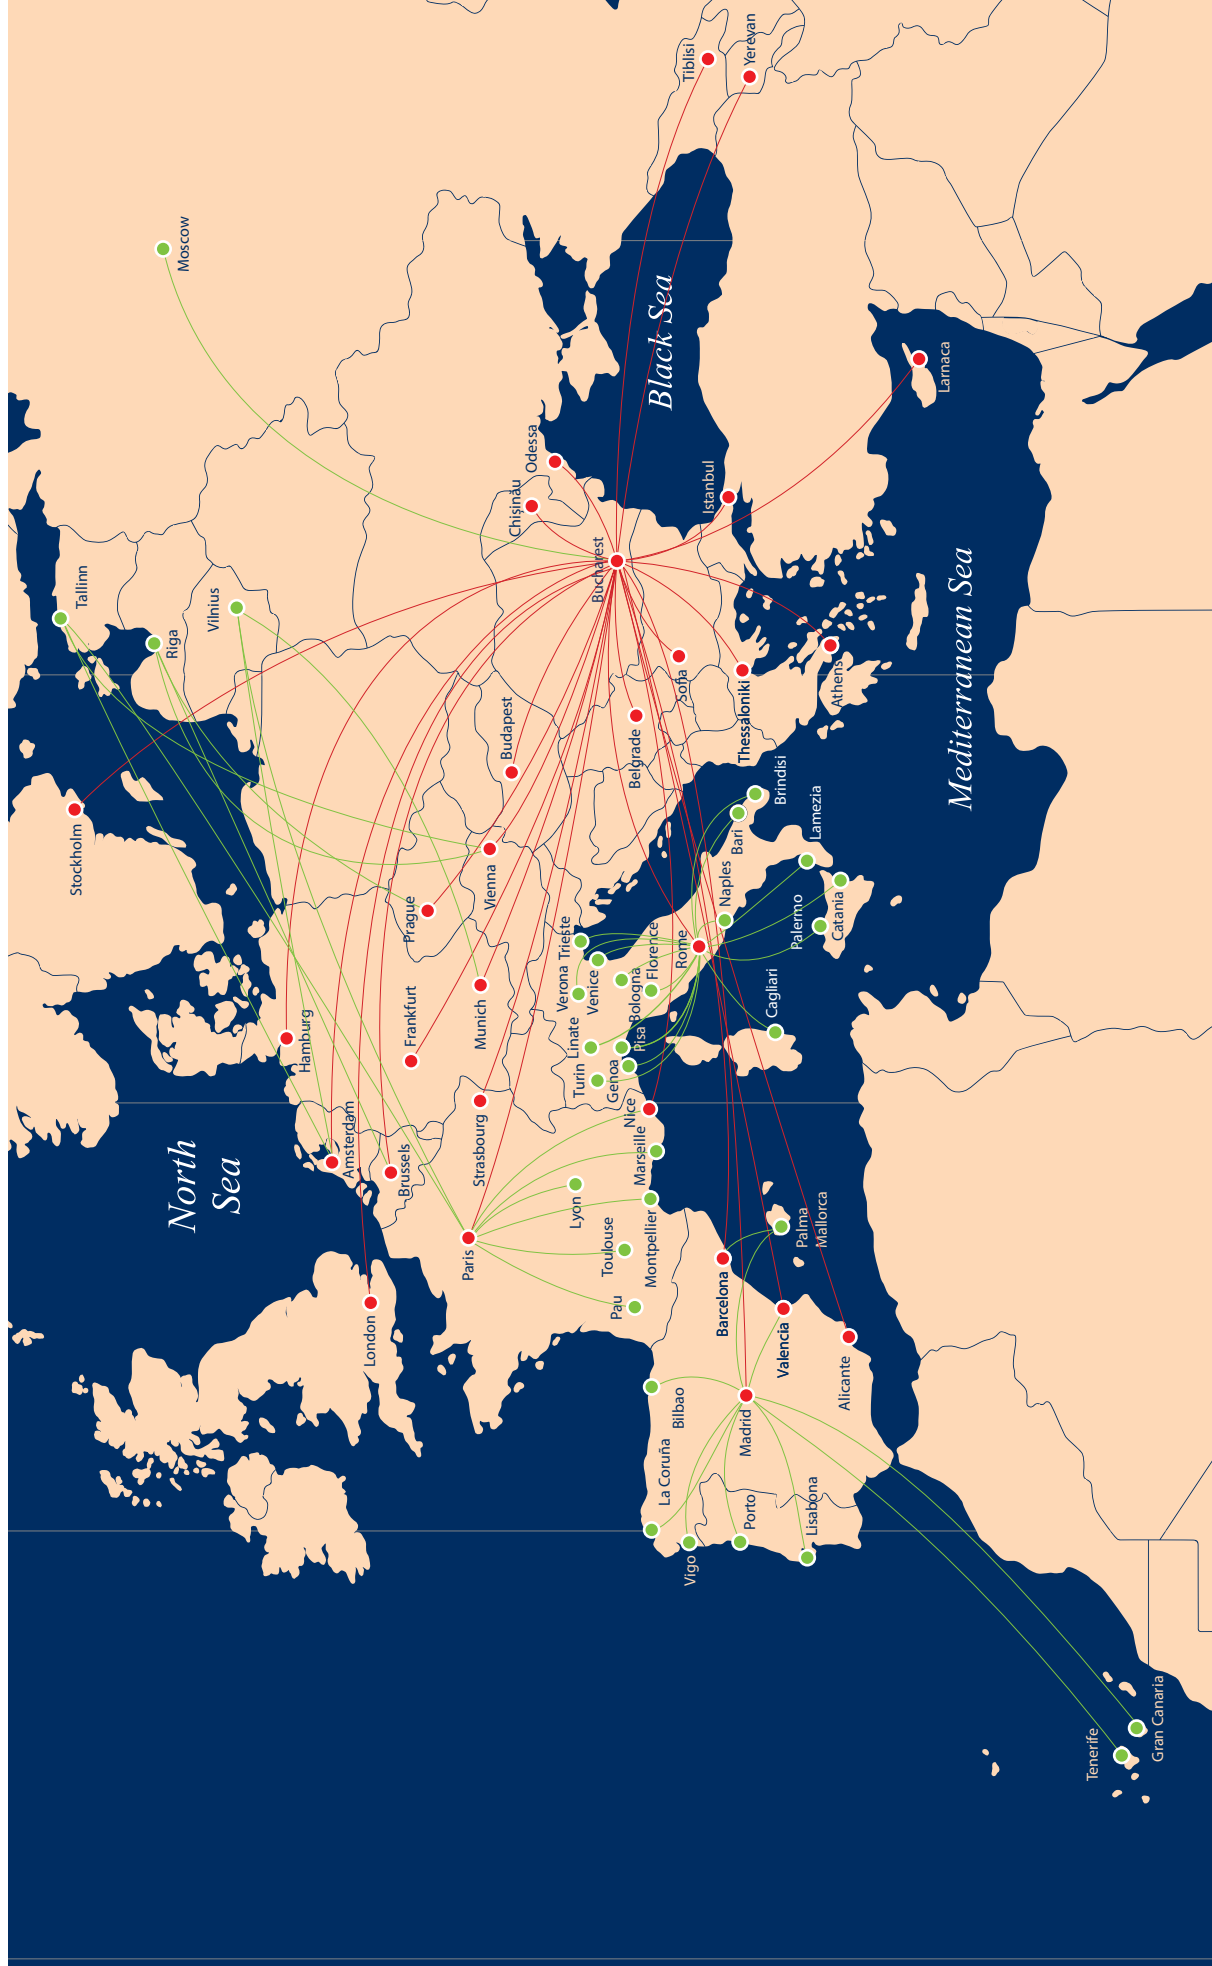 Moscow
Tallinn
Riga
Vilnius
Stockholm
North
Sea
Hamburg
Amsterdam
Brussels
London
Paris
Strasbourg
Frankfurt
Prague
Munich
Vienna
Budapest
Chișinău
Odessa
Bucharest
Tiblisi
Yereyan
Black Sea
Istanbul
Larnaca
Belgrade
Sofia
Thessaloniki
Athens
Mediterranean Sea
Trieste
Verona
Venice
Linate
Turin
Genoa
Pisa
Bologna
Florence
Rome
Naples
Bari
Brindisi
Lamezia
Palermo
Catania
Cagliari
Nice
Marseille
Lyon
Montpellier
Toulouse
Pau
Barcelona
Palma
Mallorca
Valencia
Alicante
Madrid
Bilbao
La Coruña
Vigo
Porto
Lisabona
Tenerife
Gran Canaria